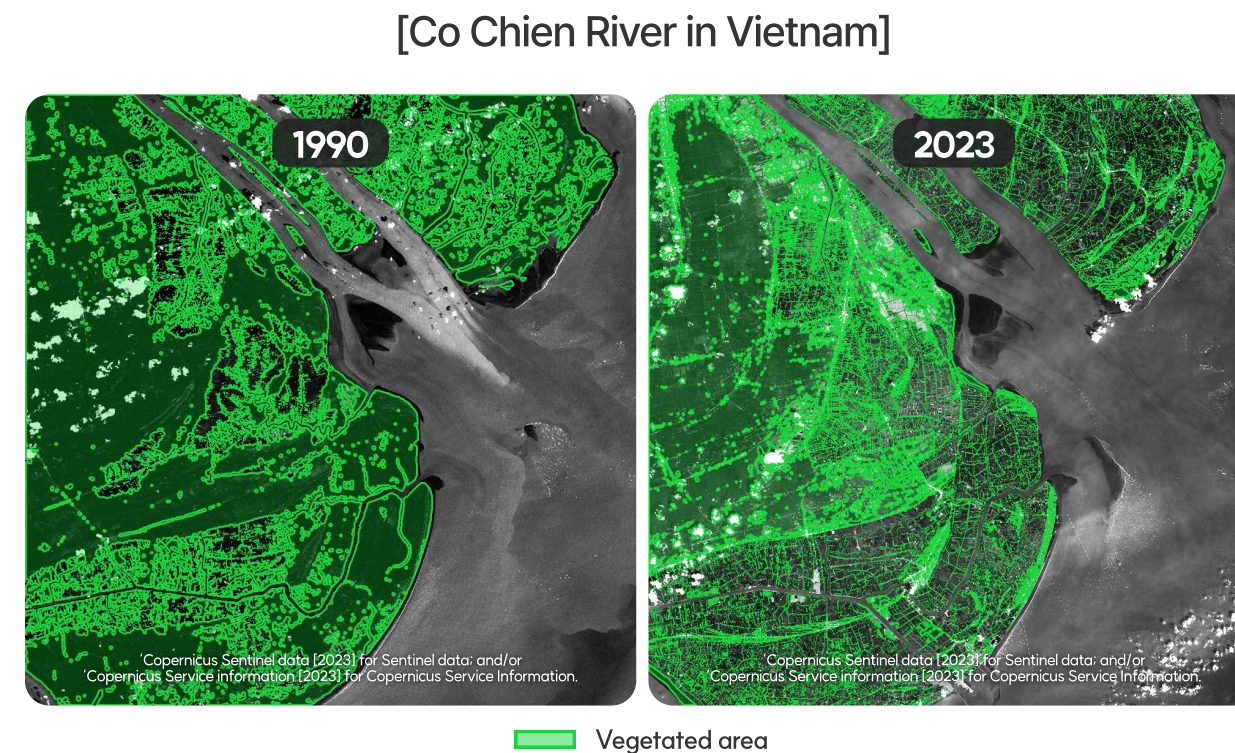 [Co Chien River in Vietnam]
1990
2023
'Copernicus Sentinel data [2023] for Sentinel data; and/or
'Copernicus Service information [2023] for Copernicus Service Information.
'Copernicus Sentinel data [2023] for Sentinel data; and/or
Copernicus Service information [2023] for Copernicus Service Information.
Vegetated area